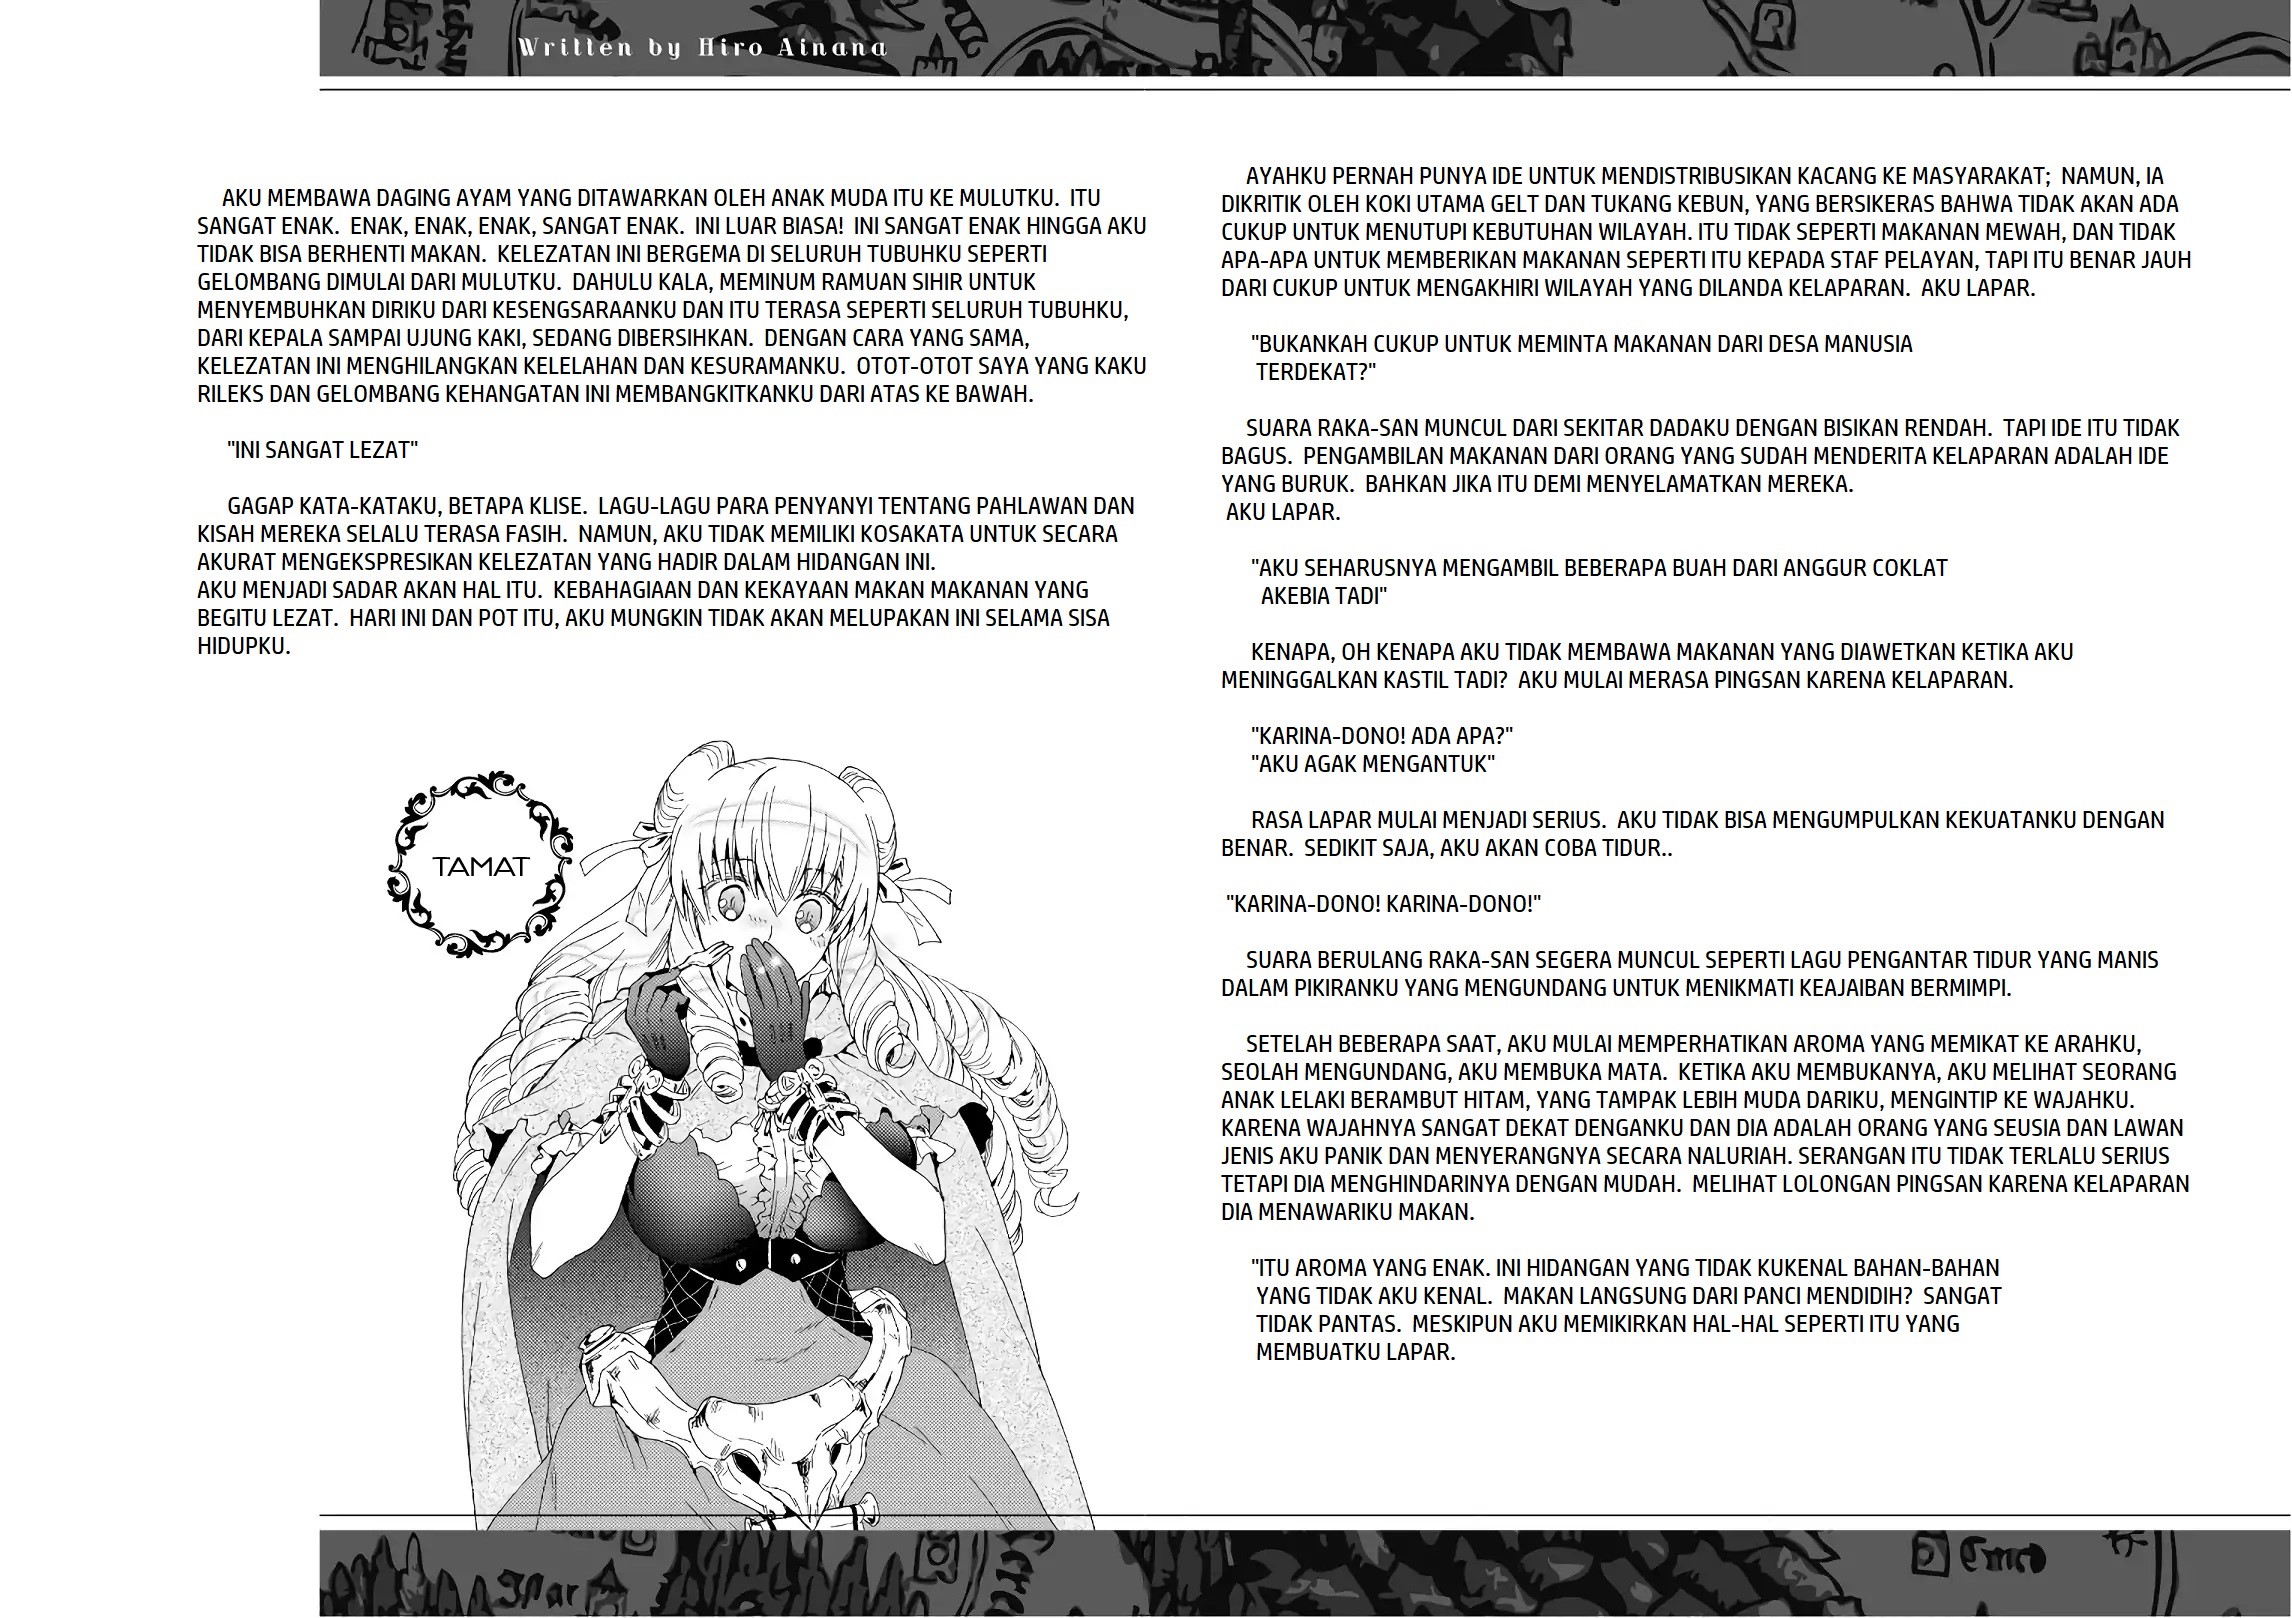 Written by Hiro Ainana
AYAHKU PERNAH PUNYA IDE UNTUK MENDISTRIBUSIKAN KACANG KE MASYARAKAT; NAMUN, IA
DIKRITIK OLEH KOKI UTAMA GELT DAN TUKANG KEBUN, YANG BERSIKERAS BAHWA TIDAK AKAN ADA
CUKUP UNTUK MENUTUPI KEBUTUHAN WILAYAH. ITU TIDAK SEPERTI MAKANAN MEWAH, DAN TIDAK
APA-APA UNTUK MEMBERIKAN MAKANAN SEPERTI ITU KEPADA STAF PELAYAN, TAPI ITU BENAR JAUH
DARI CUKUP UNTUK MENGAKHIRI WILAYAH YANG DILANDA KELAPARAN. AKU LAPAR.
"BUKANKAH CUKUP UNTUK MEMINTA MAKANAN DARI DESA MANUSIA
TERDEKAT?"
SUARA RAKA-SAN MUNCUL DARI SEKITAR DADAKU DENGAN BISIKAN RENDAH. TAPI IDE ITU TIDAK
BAGUS. PENGAMBILAN MAKANAN DARI ORANG YANG SUDAH MENDERITA KELAPARAN ADALAH IDE
YANG BURUK. BAHKAN JIKA ITU DEMI MENYELAMATKAN MEREKA.
AKU LAPAR.
"AKU SEHARUSNYA MENGAMBIL BEBERAPA BUAH DARI ANGGUR COKLAT
AKEBIA TADI"
KENAPA, OH KENAPA AKU TIDAK MEMBAWA MAKANAN YANG DIAWETKAN KETIKA AKU
MENINGGALKAN KASTIL TADI? AKU MULAI MERASA PINGSAN KARENA KELAPARAN.
"KARINA-DONO! ADA APA?"
"AKU AGAK MENGANTUK"
RASA LAPAR MULAI MENJADI SERIUS. AKU TIDAK BISA MENGUMPULKAN KEKUATANKU DENGAN
BENAR. SEDIKIT SAJA, AKU AKAN COBA TIDUR..
"KARINA-DONO! KARINA-DONO!"
SUARA BERULANG RAKA-SAN SEGERA MUNCUL SEPERTI LAGU PENGANTAR TIDUR YANG MANIS
DALAM PIKIRANKU YANG MENGUNDANG UNTUK MENIKMATI KEAJAIBAN BERMIMPI.
SETELAH BEBERAPA SAAT, AKU MULAI MEMPERHATIKAN AROMA YANG MEMIKAT KE ARAHKU,
SEOLAH MENGUNDANG, AKU MEMBUKA MATA. KETIKA AKU MEMBUKANYA, AKU MELIHAT SEORANG
ANAK LELAKI BERAMBUT HITAM, YANG TAMPAK LEBIH MUDA DARIKU, MENGINTIP KE WAJAHKU.
KARENA WAJAHNYA SANGAT DEKAT DENGANKU DAN DIA ADALAH ORANG YANG SEUSIA DAN LAWAN
JENIS AKU PANIK DAN MENYERANGNYA SECARA NALURIAH. SERANGAN ITU TIDAK TERLALU SERIUS
TETAPI DIA MENGHINDARINYA DENGAN MUDAH. MELIHAT LOLONGAN PINGSAN KARENA KELAPARAN
DIA MENAWARIKU MAKAN.
"ITU AROMA YANG ENAK. INI HIDANGAN YANG TIDAK KUKENAL BAHAN-BAHAN
YANG TIDAK AKU KENAL. MAKAN LANGSUNG DARI PANCI MENDIDIH? SANGAT
TIDAK PANTAS. MESKIPUN AKU MEMIKIRKAN HAL-HAL SEPERTI ITU YANG
MEMBUATKU LAPAR.
AKU MEMBAWA DAGING AYAM YANG DITAWARKAN OLEH ANAK MUDA ITU KE MULUTKU. ITU
SANGAT ENAK. ENAK, ENAK, ENAK, SANGAT ENAK. INI LUAR BIASA! INI SANGAT ENAK HINGGA AKU
TIDAK BISA BERHENTI MAKAN. KELEZATAN INI BERGEMA DI SELURUH TUBUHKU SEPERTI
GELOMBANG DIMULAI DARI MULUTKU. DAHULU KALA, MEMINUM RAMUAN SIHIR UNTUK
MENYEMBUHKAN DIRIKU DARI KESENGSARAANKU DAN ITU TERASA SEPERTI SELURUH TUBUHKU,
DARI KEPALA SAMPAI UJUNG KAKI, SEDANG DIBERSIHKAN. DENGAN CARA YANG SAMA,
KELEZATAN INI MENGHILANGKAN KELELAHAN DAN KESURAMANKU. OTOT-OTOT SAYA YANG KAKU
RILEKS DAN GELOMBANG KEHANGATAN INI MEMBANGKITKANKU DARI ATAS KE BAWAH.
"INI SANGAT LEZAT"
GAGAP KATA-KATAKU, BETAPA KLISE. LAGU-LAGU PARA PENYANYI TENTANG PAHLAWAN DAN
KISAH MEREKA SELALU TERASA FASIH. NAMUN, AKU TIDAK MEMILIKI KOSAKATA UNTUK SECARA
AKURAT MENGEKSPRESIKAN KELEZATAN YANG HADIR DALAM HIDANGAN INI.
AKU MENJADI SADAR AKAN HAL ITU. KEBAHAGIAAN DAN KEKAYAAN MAKAN MAKANAN YANG
BEGITU LEZAT. HARI INI DAN POT ITU, AKU MUNGKIN TIDAK AKAN MELUPAKAN INI SELAMA SISA
HIDUPKU.
TAMAT